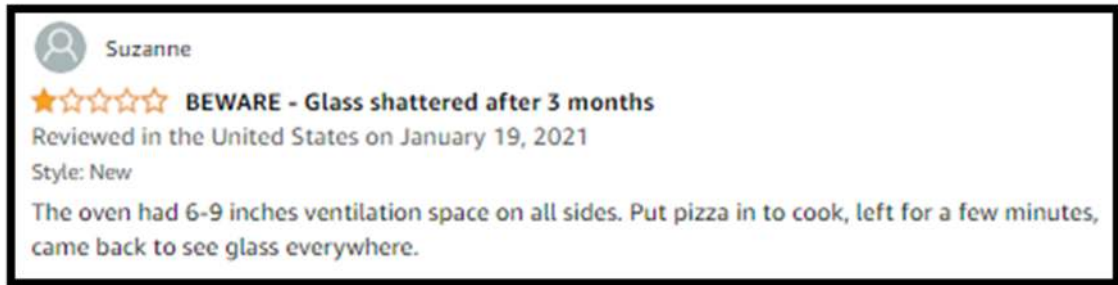 Suzanne
BEWARE - Glass shattered after 3 months
Reviewed in the United States on January 19, 2021
Style: New
The oven had 6-9 inches ventilation space on all sides. Put pizza in to cook, left for a few minutes,
came back to see glass everywhere.